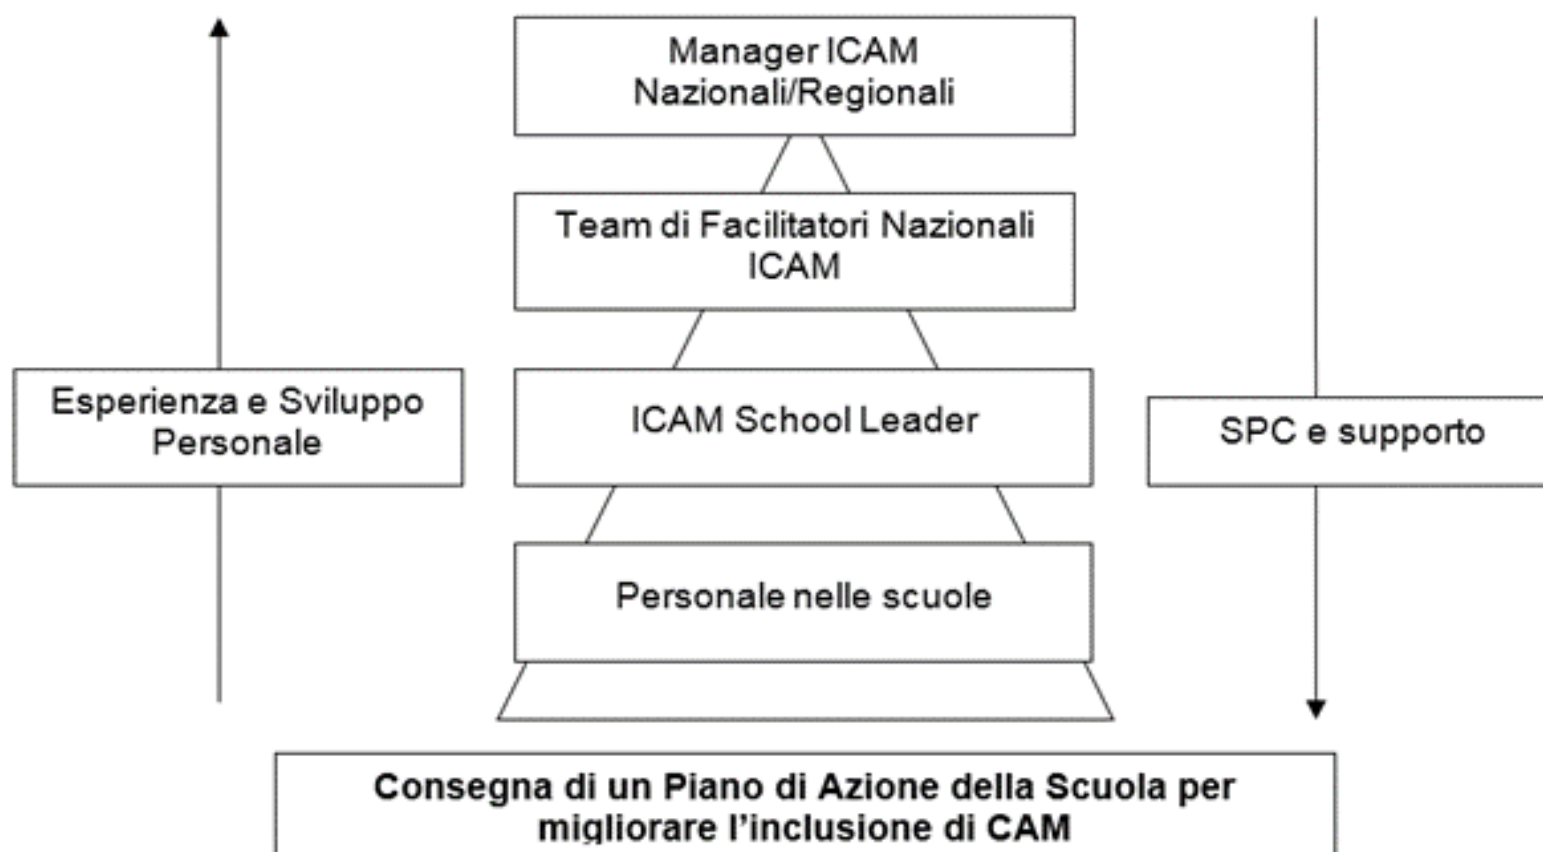 Manager ICAM
Nazionali/Regionali
Team di Facilitatori Nazionali
ICAM
Esperienza e Sviluppo
Personale
ICAM School Leader
SPC e supporto
Personale nelle scuole
Consegna di un Piano di Azione della Scuola per
migliorare l'inclusione di CAM